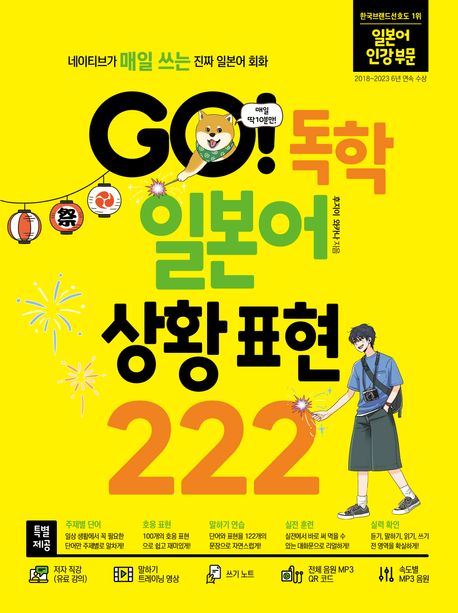 한국브랜드선호도 1위
일본어
인강 부문
2018~2023 6년 연속 수상
네이티브가 매일 쓰는 진짜 일본어 회화
매일
딱 10분만!
GO! 독학
祭
일본어
후지이 와카나 지음
상황 표현
222
특별
제공
주제별 단어
일상 생활에서 꼭 필요한
단어만 주제별로 알차게!
호응 표현
100개의 호응 표현
으로 쉽고 재미있게!
말하기 연습
단어와 표현을 122개의
문장으로 자연스럽게!
실전 훈련
실전에서 바로 써 먹을 수
있는 대화문으로 리얼하게!
실력 확인
듣기, 말하기, 읽기, 쓰기
전 영역을 확실하게!
저자 직강
(유료 강의)
말하기
트레이닝 영상
쓰기 노트
전체 음원 MP3
QR 코드
속도별
MP3 음원